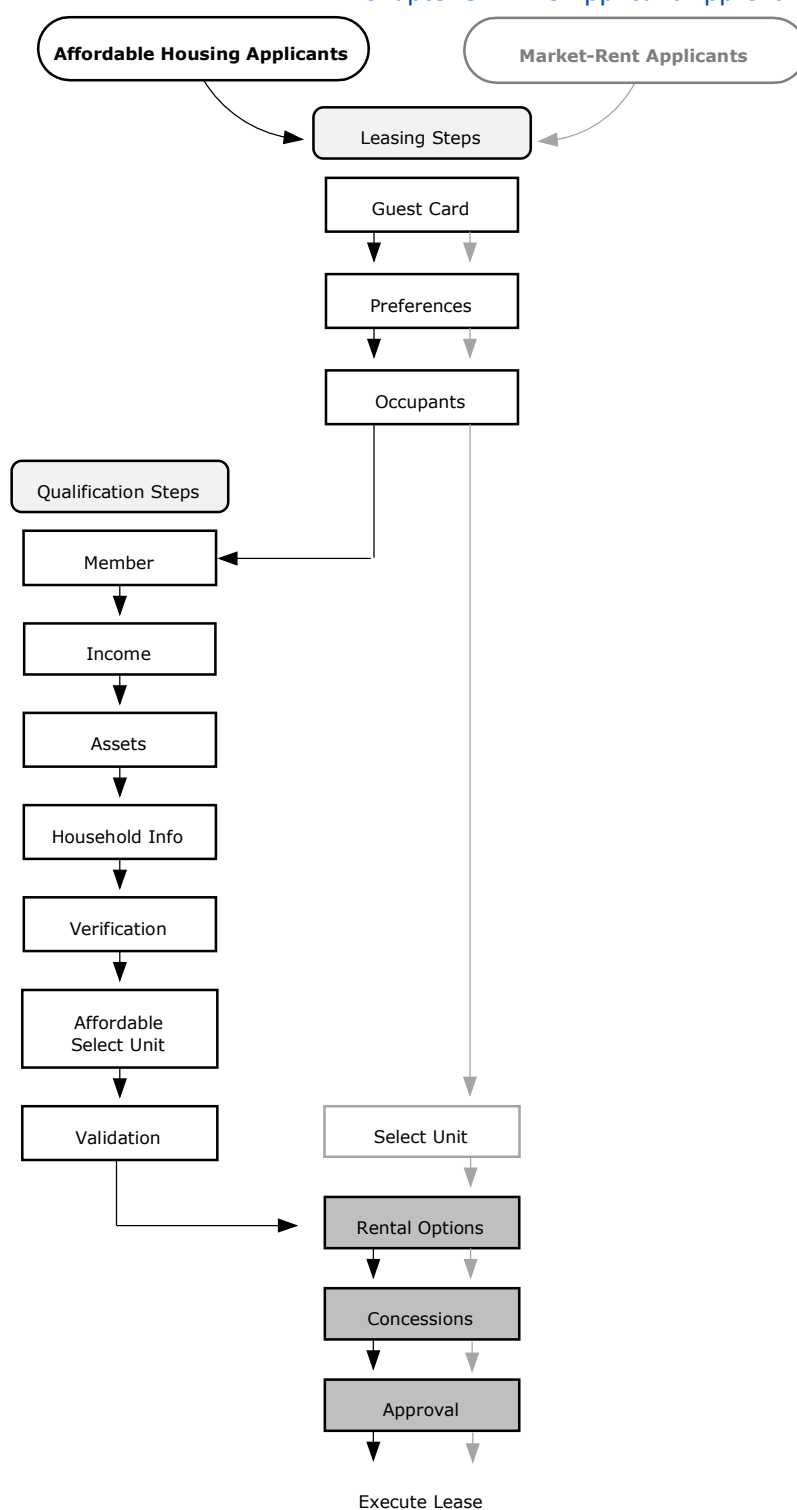 Affordable Housing Applicants
Market-Rent Applicants
Leasing Steps
Guest Card
Preferences
Occupants
Qualification Steps
Member
Income
Assets
Household Info
Verification
Affordable
Select Unit
Validation
Select Unit
Rental Options
Concessions
Approval
Execute Lease